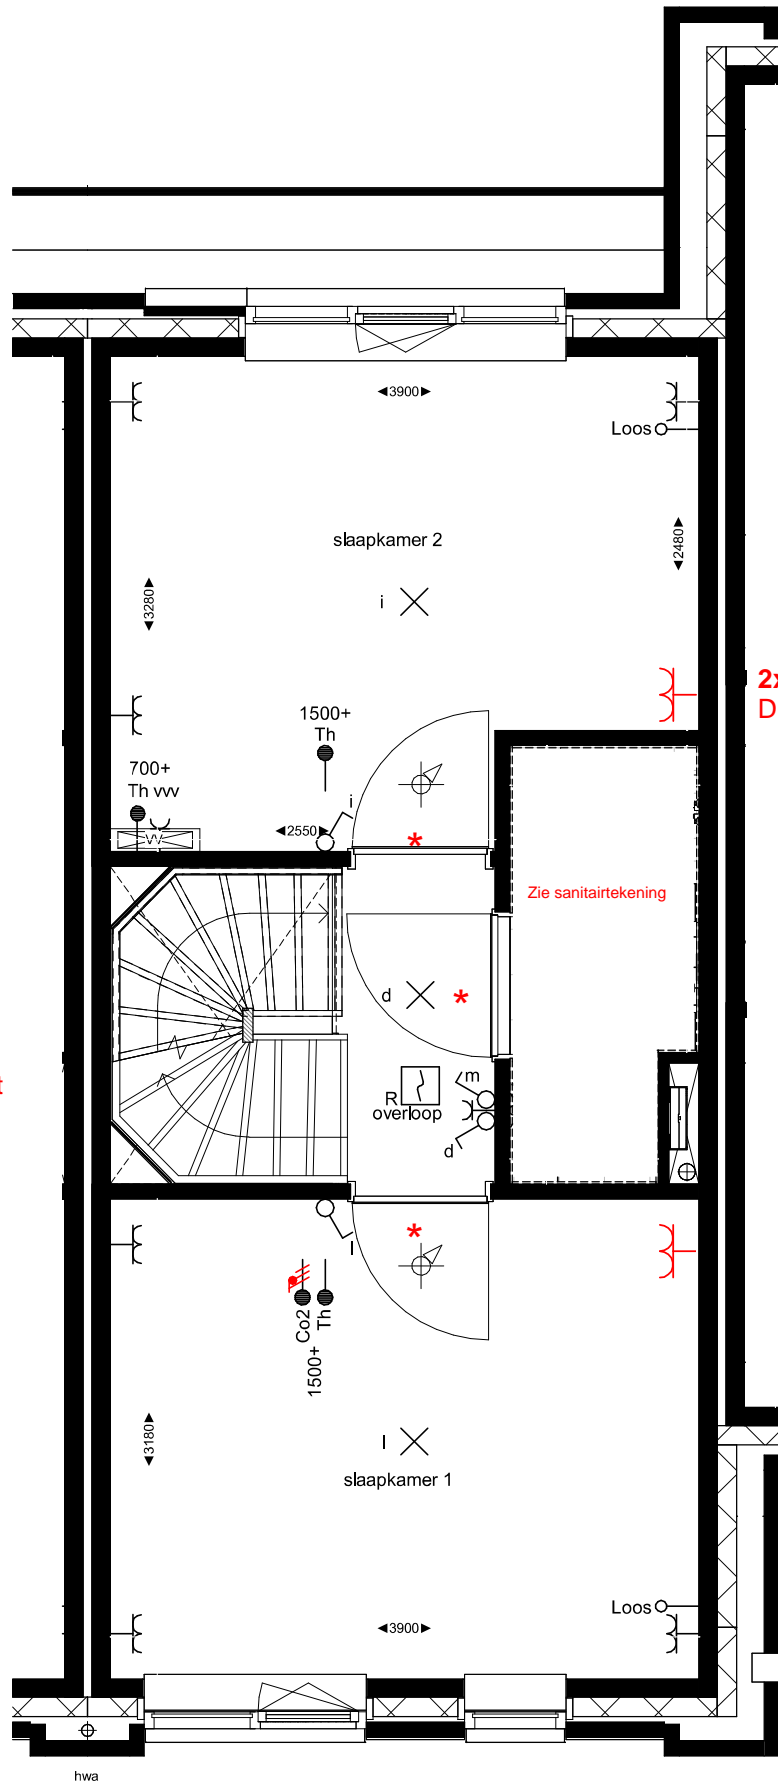 3900
Loos
slaapkamer 2
2480
3280
i
2x
D
1500+
Th
700+
Th vvv
i
2550
*
VV
Zie sanitairtekening
d
*
t
m
R
overloop
d
*
l
Co2
Th
1500+
3180
l
slaapkamer 1
Loos
3900
hwa